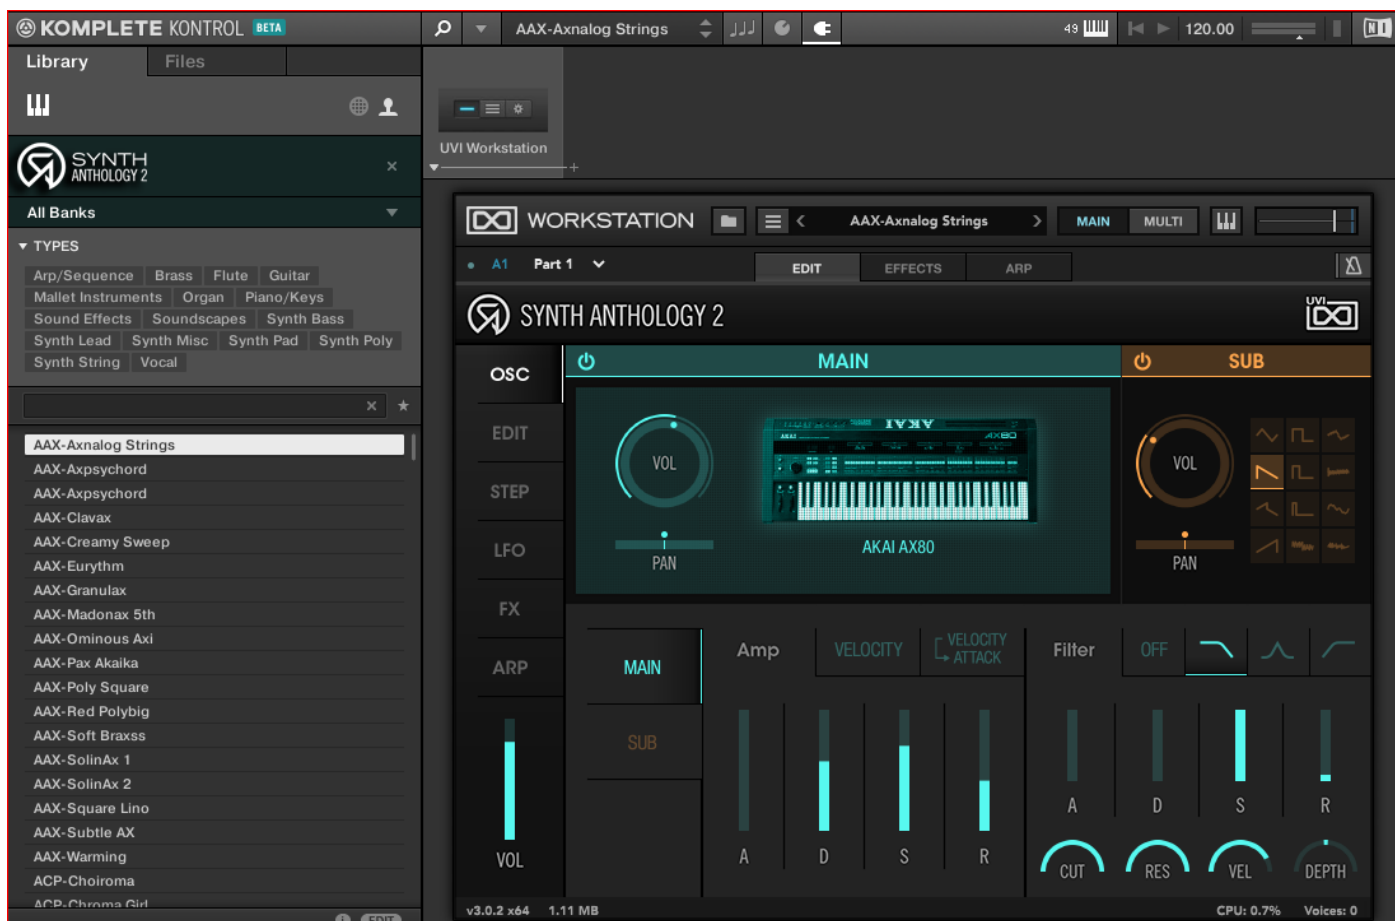 KOMPLETE KONTROL BETA
AAX-Axnalog Strings
49
120.00
Library
Files
UVI Workstation
SYNTH
ANTHOLOGY 2
All Banks
TYPES
Arp/Sequence Brass Flute Guitar
Mallet Instruments Organ Piano/Keys
Sound Effects Soundscapes Synth Bass
Synth Lead Synth Misc Synth Pad Synth Poly
Synth String Vocal
AAX-Axnalog Strings
AAX-Axpsychord
AAX-Axpsychord
AAX-Clavax
AAX-Creamy Sweep
AAX-Eurythm
AAX-Granulax
AAX-Madonax 5th
AAX-Ominous Axi
AAX-Pax Akaika
AAX-Poly Square
AAX-Red Polybig
AAX-Soft Braxss
AAX-SolinAx 1
AAX-SolinAx 2
AAX-Square Lino
AAX-Subtle AX
AAX-Warming
ACP-Choiroma
ACP-Chroma Girl
EDIT
WORKSTATION
AAX-Axnalog Strings
MAIN
MULTI
A1 Part 1
EDIT
EFFECTS
ARP
SYNTH ANTHOLOGY 2
UVI
OSC
EDIT
STEP
LFO
FX
ARP
VOL
MAIN
VOL
PAN
AKAI
AX80
AKAI AX80
SUB
VOL
PAN
MAIN
SUB
Amp
VELOCITY
VELOCITY
ATTACK
A D S R
Filter
OFF
A D S R
CUT RES VEL DEPTH
v3.0.2 x64 1.11 MB
CPU: 0.7% Voices: 0